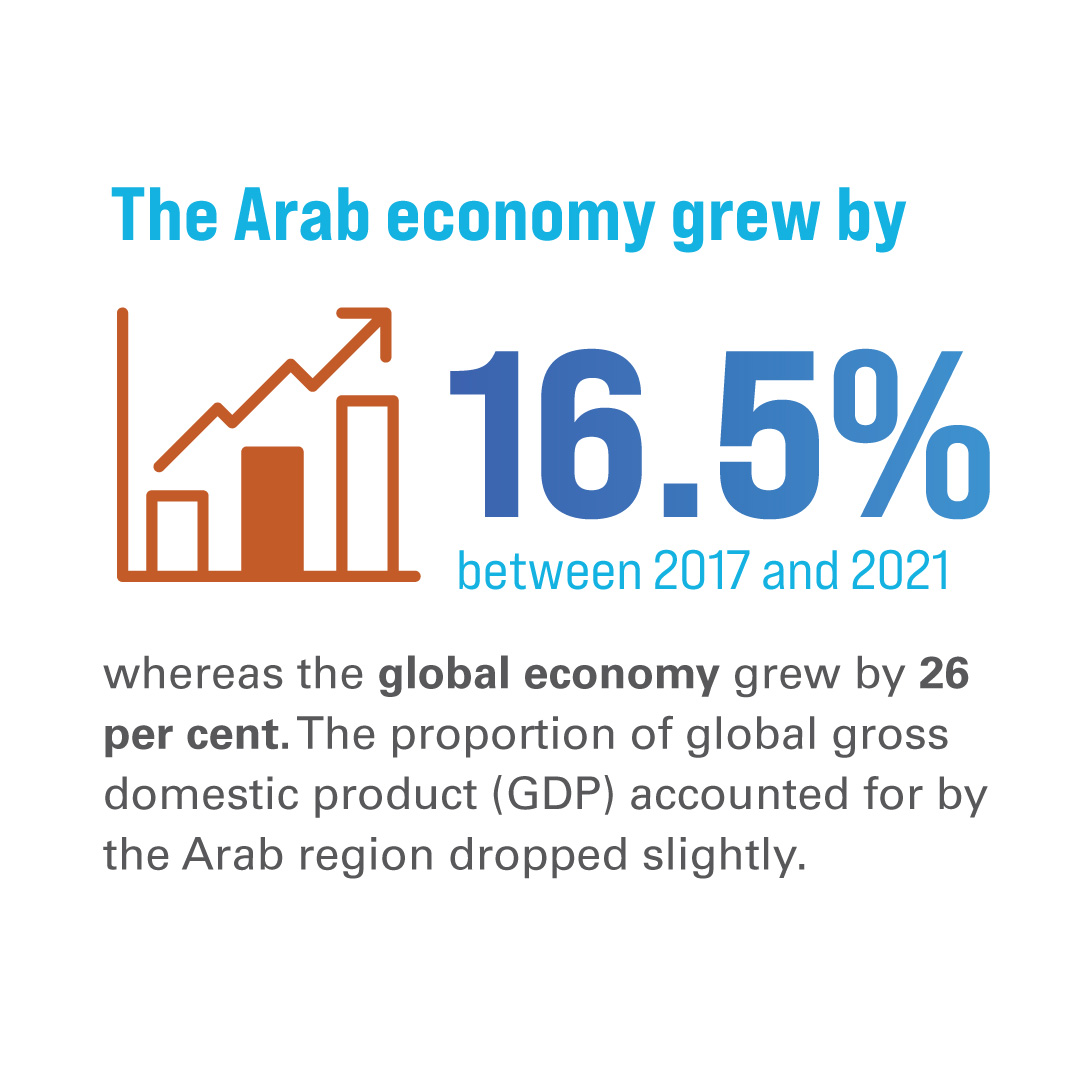 The Arab economy grew by
16.5%
between 2017 and 2021
whereas the global economy grew by 26
per cent. The proportion of global gross
domestic product (GDP) accounted for by
the Arab region dropped slightly.